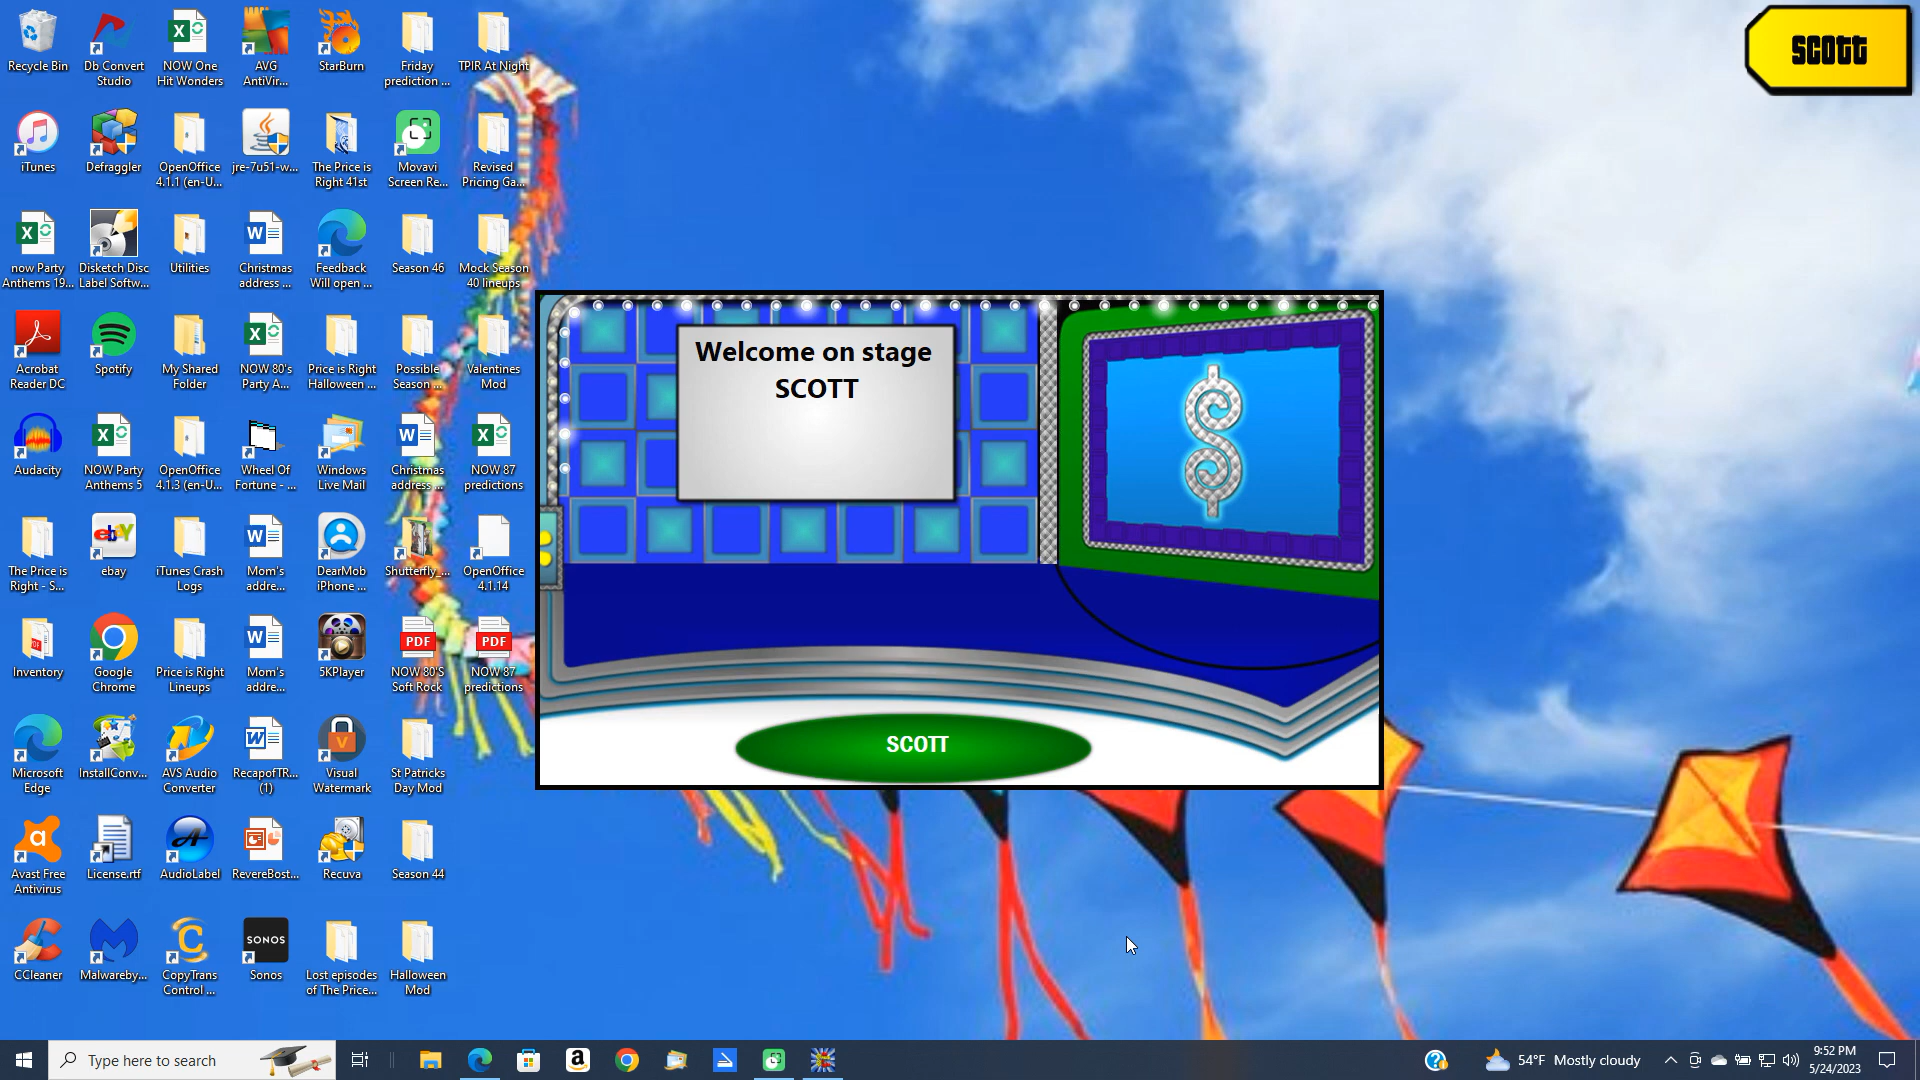 Recycle Bin
Db Convert
Studio
NOW One
Hit Wonders
AVG
AntiVir...
StarBurn
Friday
prediction ...
TPIR At Night
SCOTT
iTunes
Defraggler
OpenOffice
4.1.1 (en-U...
jre-7u51-w...
The Price is
Right 41st
Movavi
Screen Re...
Revised
Pricing Ga...
now Party
Anthems 19...
Disketch Disc
Label Softw...
Utilities
Christmas
address ...
Feedback
Will open ...
Season 46
Mock Season
40 lineups
Acrobat
Reader DC
Spotify
My Shared
Folder
NOW 80's
Party A...
Price is Right
Halloween ...
Possible
Season ...
Valentines
Mod
Welcome on stage
SCOTT
Audacity
NOW Party
Anthems 5
OpenOffice
4.1.3 (en-U...
Wheel Of
Fortune - ...
Windows
Live Mail
Christmas
address ...
NOW 87
predictions
The Price is
Right - S...
ebay
ebay
iTunes Crash
Logs
Mom's
addre...
DearMob
iPhone ...
Shutterfly_...
OpenOffice
4.1.14
Inventory
Google
Chrome
Price is Right
Lineups
Mom's
addre...
5KPlayer
PDF
NOW 80'S
Soft Rock
PDF
NOW 87
predictions
Microsoft
Edge
InstallConv...
AVS Audio
Converter
RecapofTR...
(1)
Visual
Watermark
St Patricks
Day Mod
SCOTT
Avast Free
Antivirus
License.rtf
AudioLabel
RevereBost...
Recuva
Season 44
CCleaner
Malwareby...
CopyTrans
Control ...
SONOS
Sonos
Lost episodes
of The Price...
Halloween
Mod
Type here to search
54°F Mostly cloudy
9:52 PM
5/24/2023